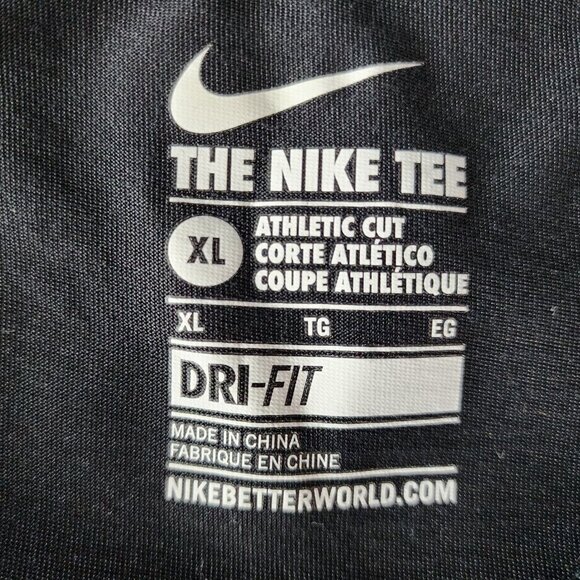 THE NIKE TEE
XL
ATHLETIC CUT
CORTE ATLÉTICO
COUPE ATHLÉTIQUE
XL TG EG
DRI-FIT
MADE IN CHINA
FABRIQUE EN CHINE
NIKEBETTERWORLD.COM